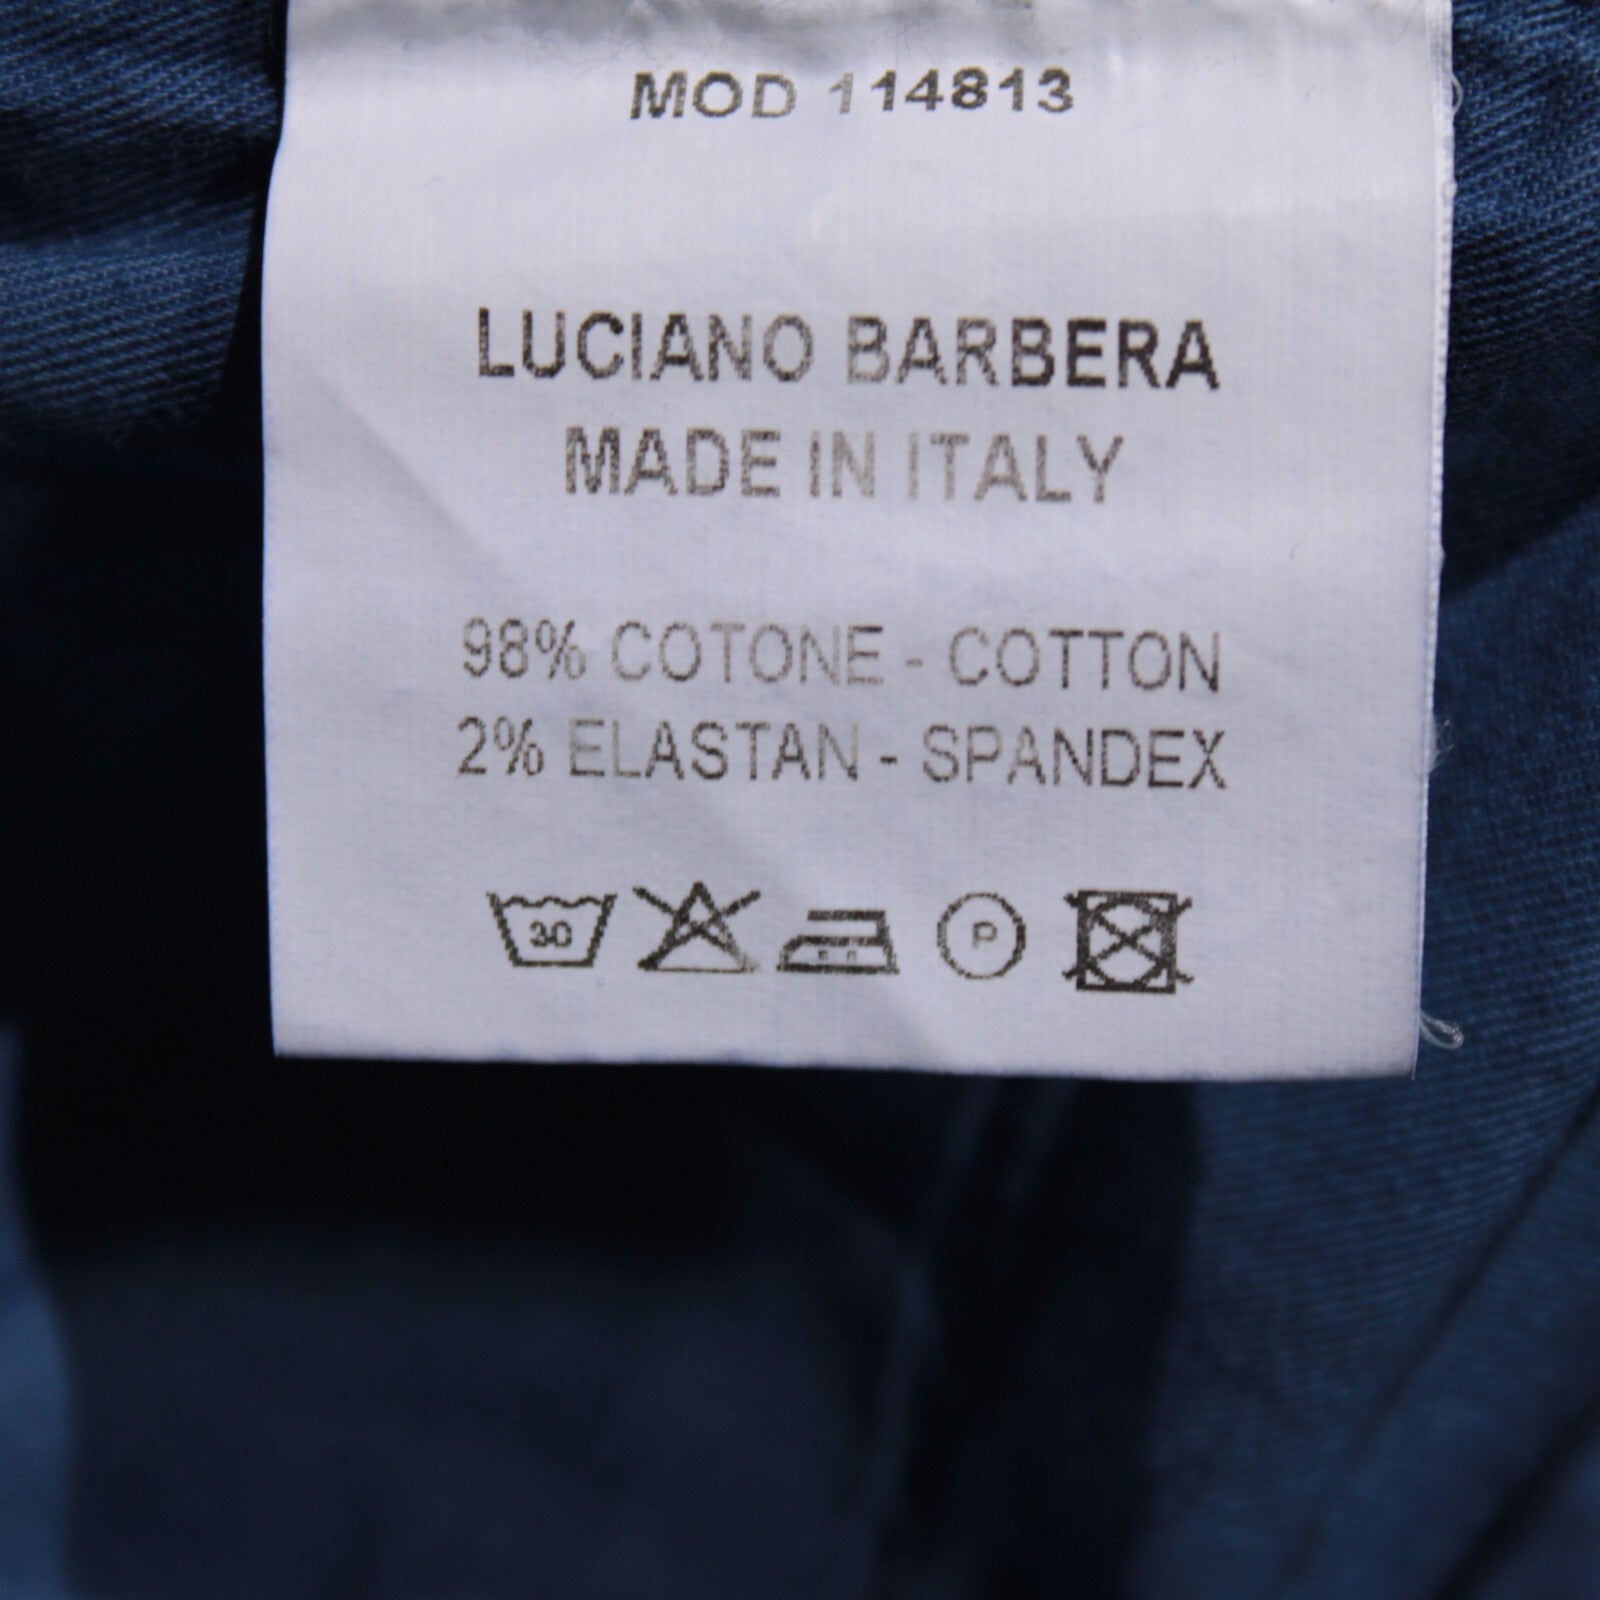 MOD 114813
LUCIANO BARBERA
MADE IN ITALY
98% COTONE - COTTON
2% ELASTAN - SPANDEX
30 P